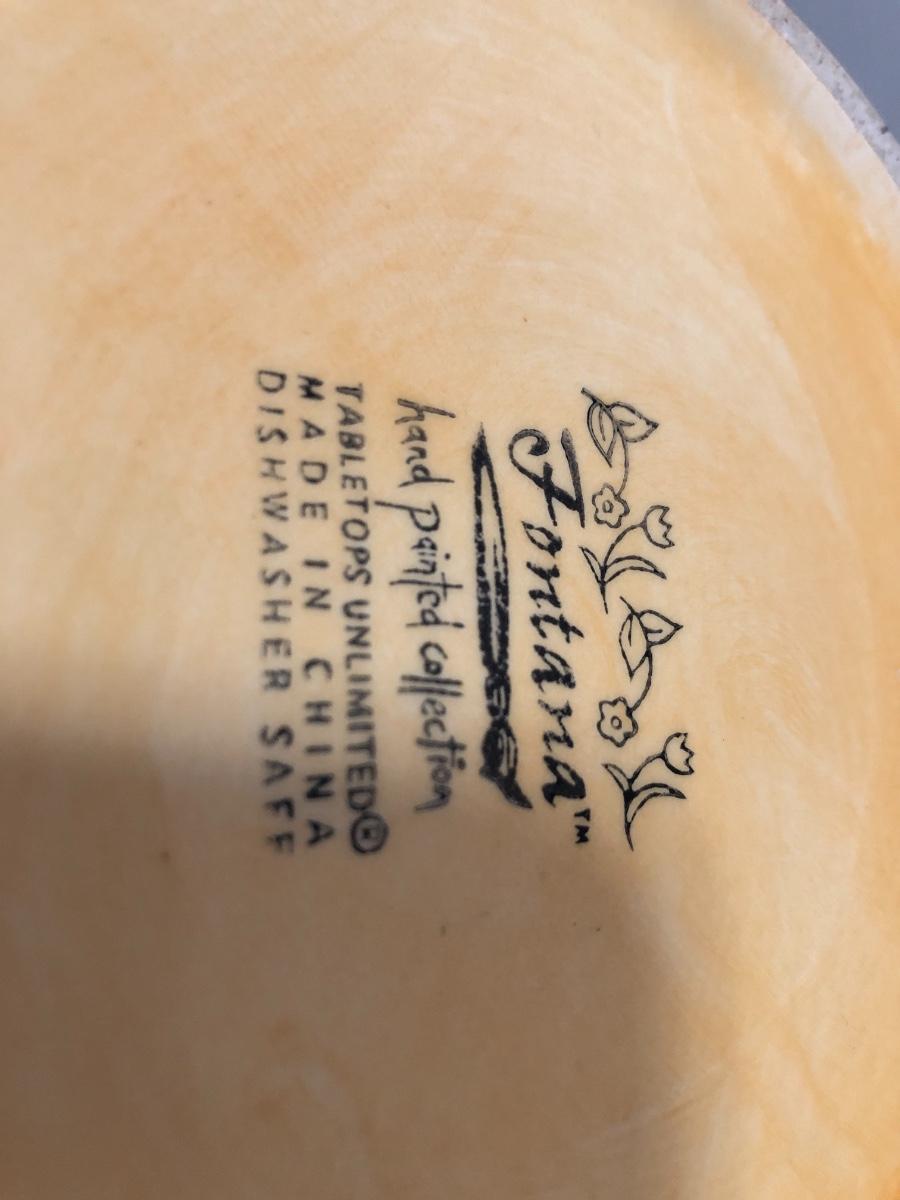 Fontana™
hand painted collection
TABLETOPS UNLIMITED®
MADE IN CHINA
DISHWASHER SAFE